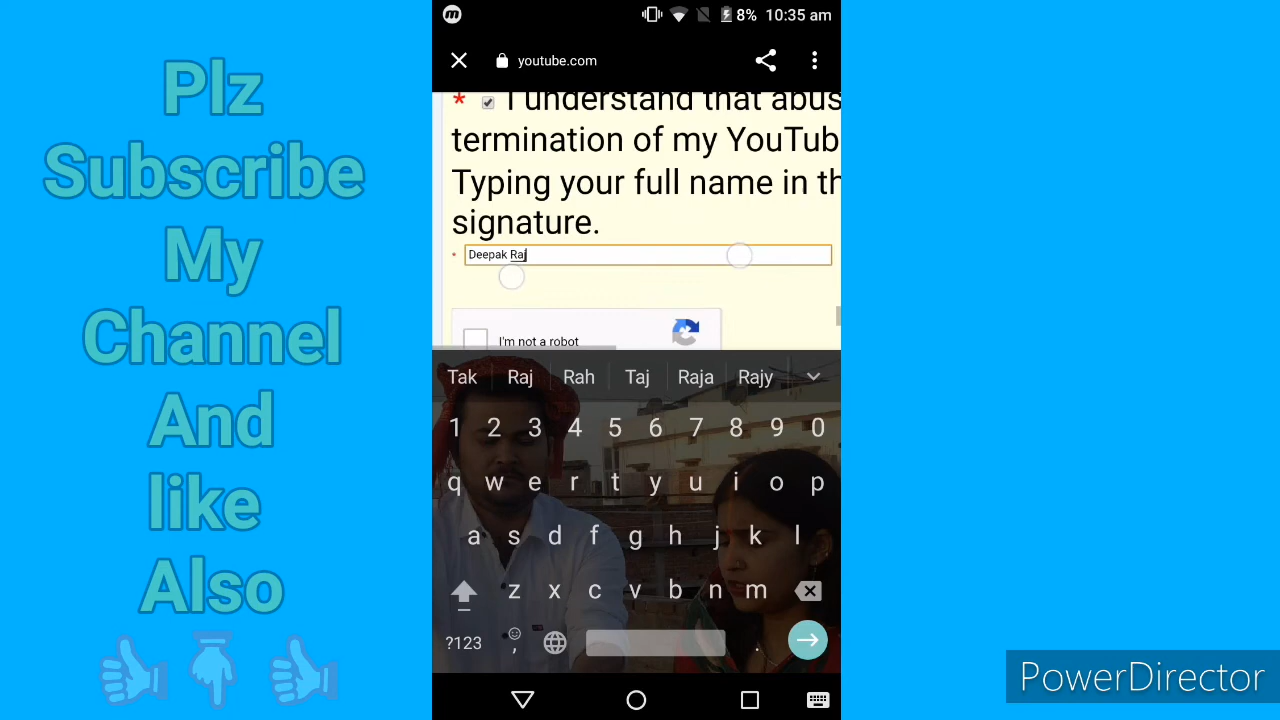 Plz
Subscribe
My
Channel
And
like
Also
8% 10:35 am
youtube.com
* I understand that abus
termination of my YouTub
Typing your full name in th
signature.
* Deepak Raj
I'm not a robot
Tak Raj Rah Taj Raja Rajy
1 2 3 4 5 6 7 8 9 0
q w e r t y u i o p
a s d f g h j k l
z x c v b n m
?123 , .
PowerDirector